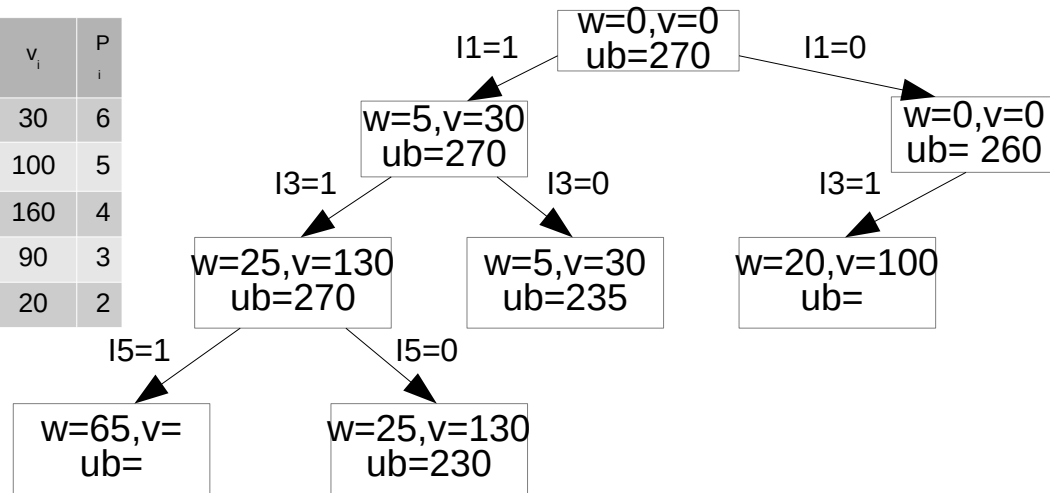 v i P i
30 6
100 5
160 4
90 3
20 2
w=0,v=0
ub=270
I1=1
I1=0
w=5,v=30
ub=270
w=0,v=0
ub= 260
I3=1
I3=0
I3=1
w=25,v=130
ub=270
w=5,v=30
ub=235
w=20,v=100
ub=
I5=1
I5=0
w=65,v=
ub=
w=25,v=130
ub=230